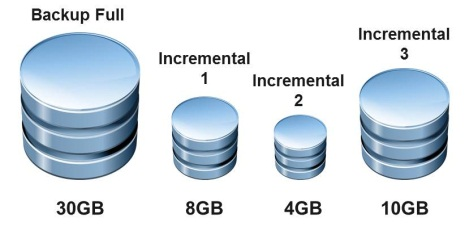 Backup Full
Incremental
1
Incremental
2
Incremental
3
30GB
8GB
4GB
10GB